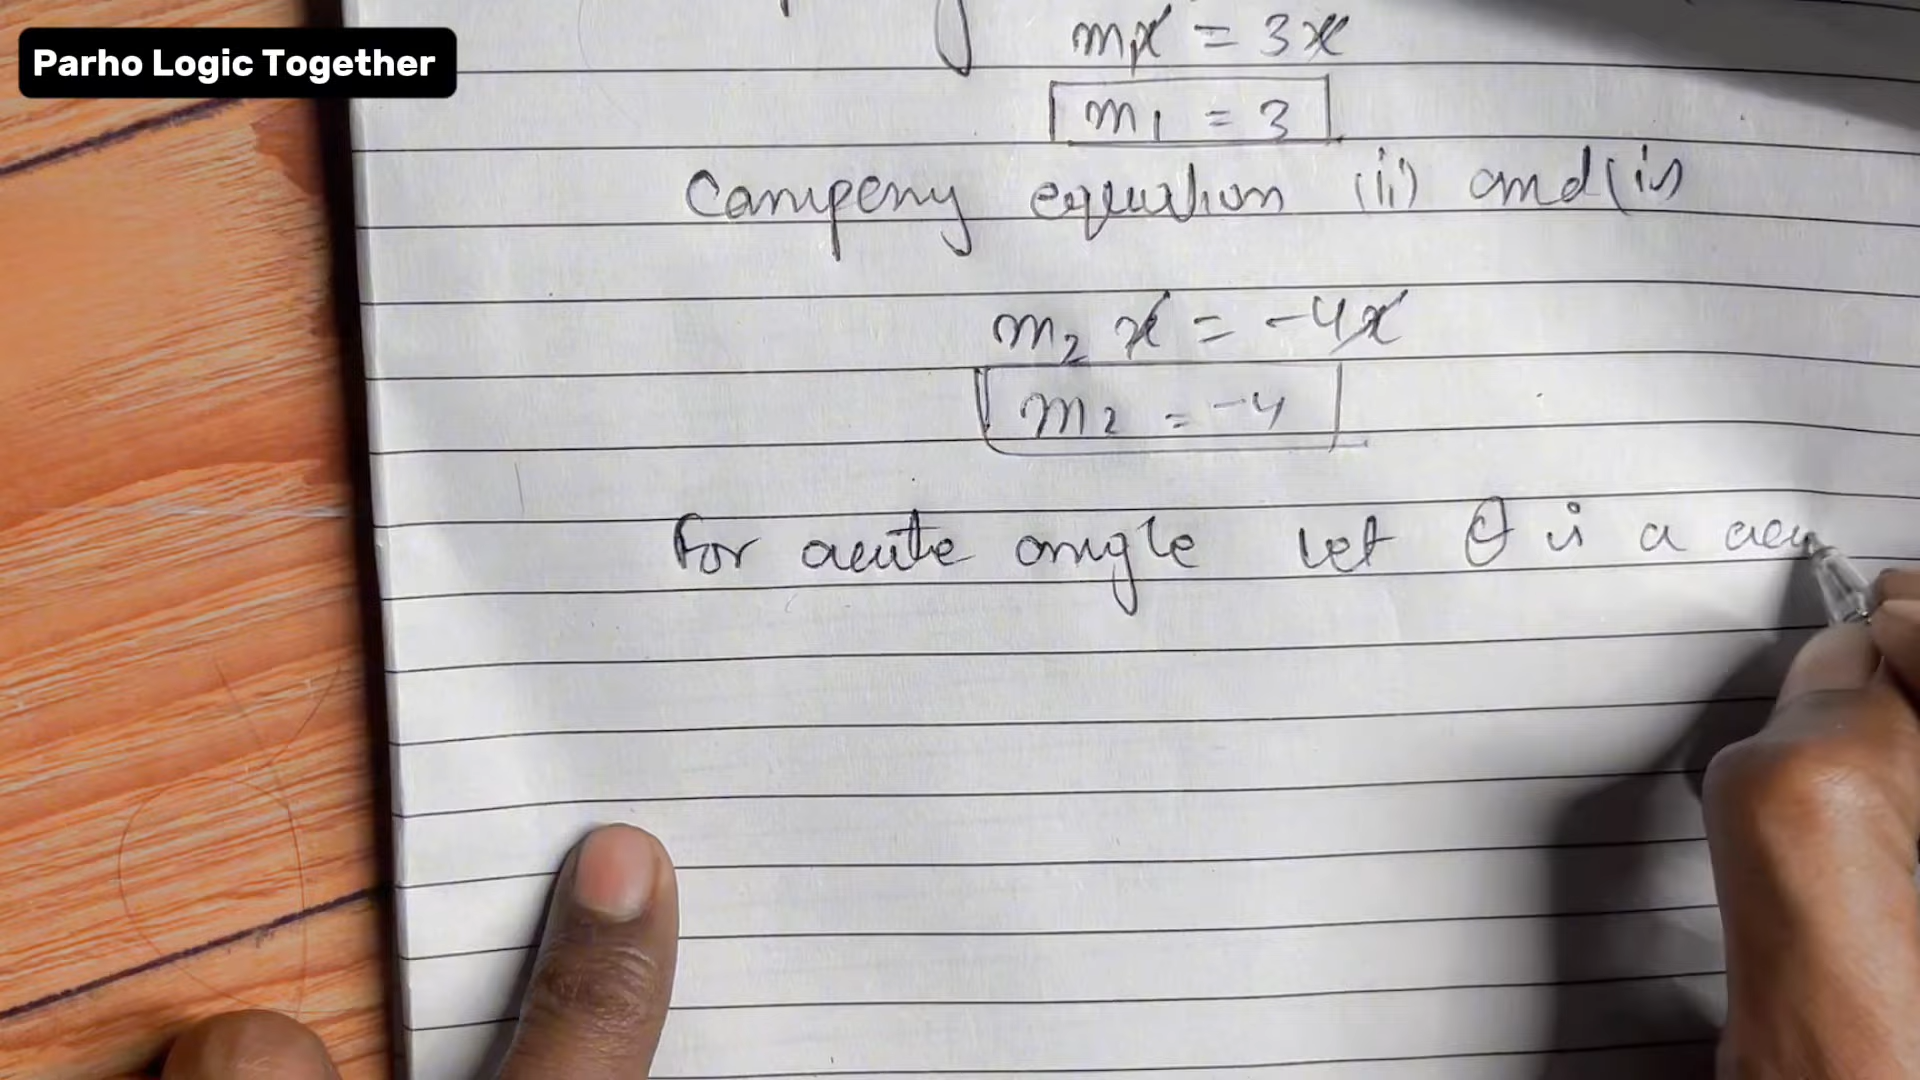 Parho Logic Together
m₁x = 3x
m₁ = 3
Campeny equation (ii) and (iv)
m₂ x = -4x
m₂ = -4
For acute angle let θ is a acu